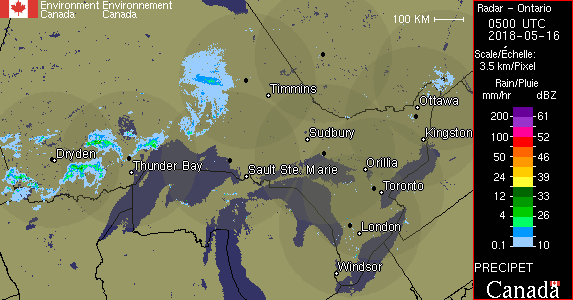 Environment Environnement
Canada Canada
100 KM
Timmins
Ottawa
Sudbury
Kingston
Dryden
Thunder Bay
Sault Ste. Marie
Orillia
Toronto
London
Windsor
Radar – Ontario
0500 UTC
2018-05-16
Scale/Échelle:
3.5 km/Pixel
Rain/Pluie
mm/hr dBZ
200 61
100 52
50 46
24 39
12 33
4 26
0.1 10
PRECIPET
Canada